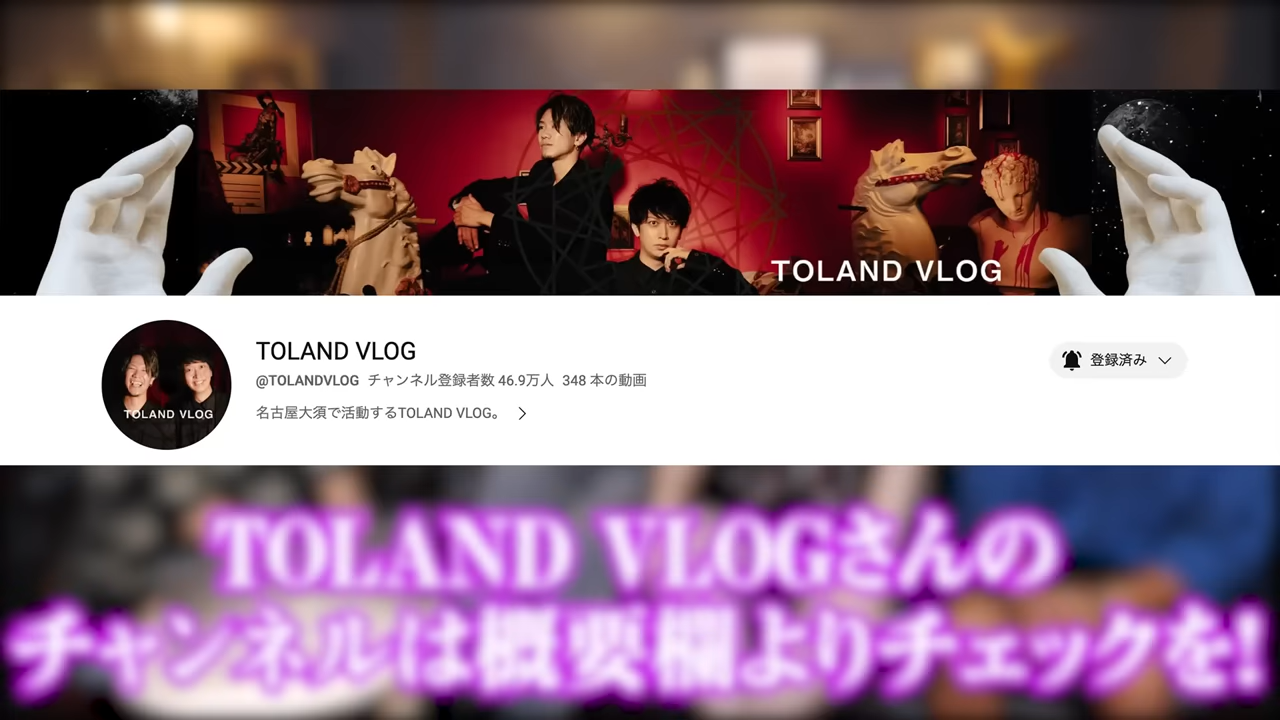 TOLAND VLOG
TOLAND VLOG
TOLAND VLOG
@TOLANDVLOG チャンネル登録者数 46.9万人 348 本の動画
名古屋大須で活動するTOLAND VLOG。
登録済み
TOLAND VLOGさんの
チャンネルは概要欄よりチェックを!